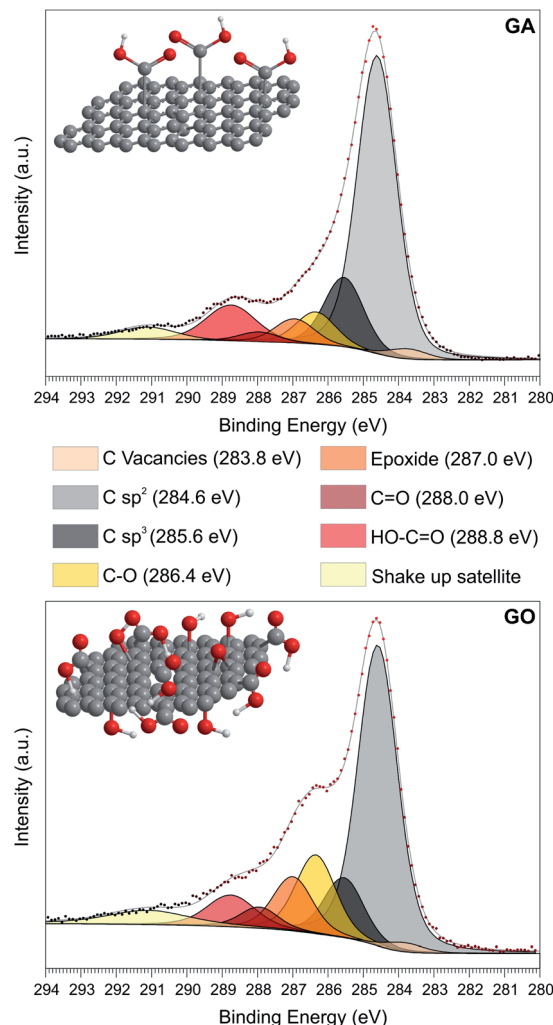 GA
Intensity (a.u.)
294 293 292 291 290 289 288 287 286 285 284 283 282 281 280
Binding Energy (eV)
C Vacancies (283.8 eV)
Epoxide (287.0 eV)
C sp² (284.6 eV)
C=O (288.0 eV)
C sp³ (285.6 eV)
HO-C=O (288.8 eV)
C-O (286.4 eV)
Shake up satellite
GO
Intensity (a.u.)
294 293 292 291 290 289 288 287 286 285 284 283 282 281 280
Binding Energy (eV)